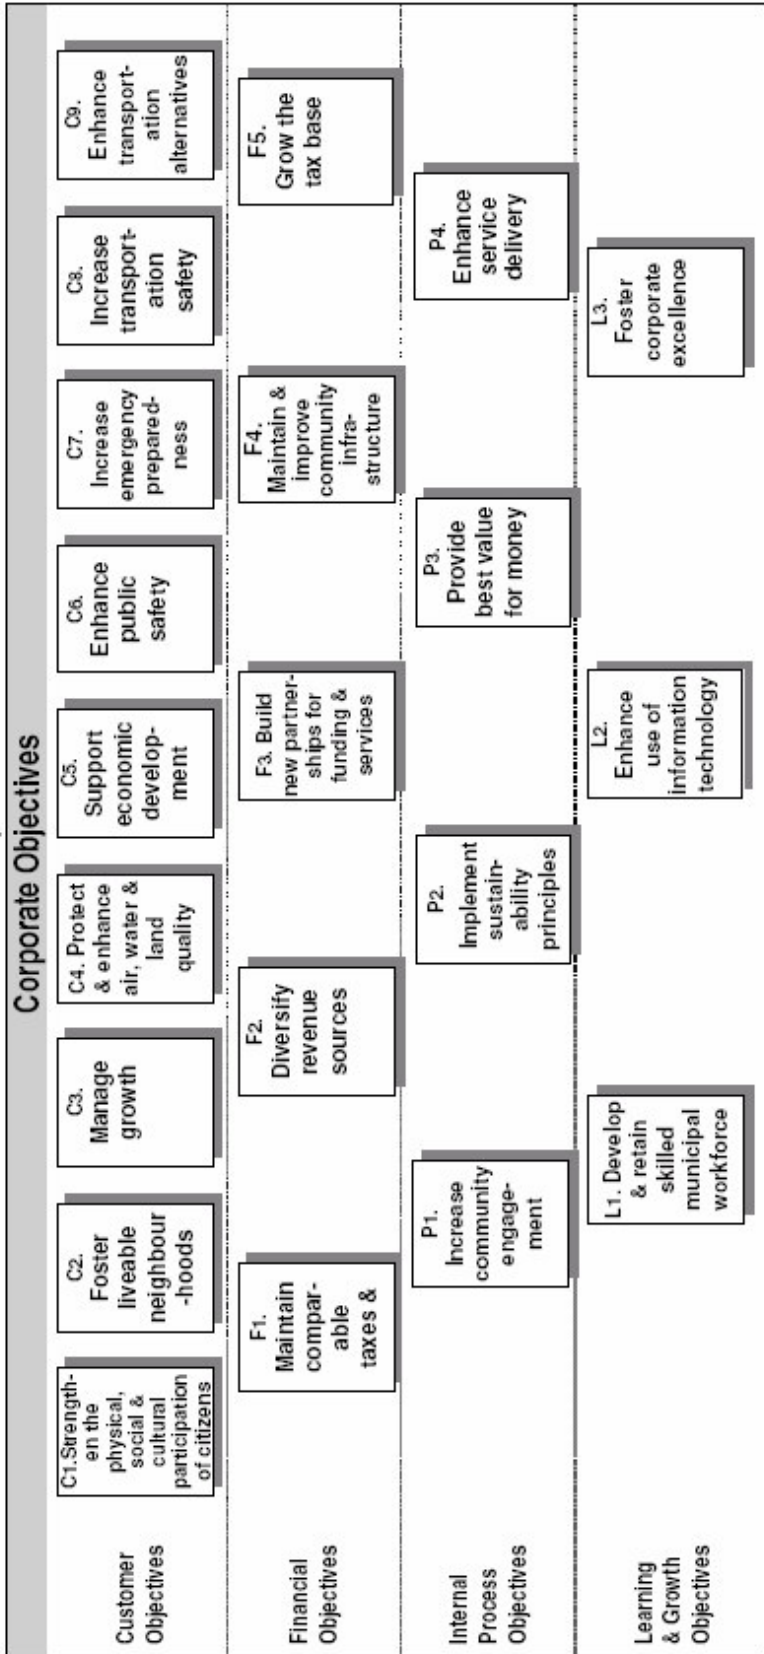 Corporate Objectives
Customer
Objectives
C1.Strength-
en the
physical,
social &
cultural
participation
of citizens
C2.
Foster
liveable
neighbour
-hoods
C3.
Manage
growth
C4. Protect
& enhance
air, water &
land
quality
C5.
Support
economic
develop-
ment
C6.
Enhance
public
safety
C7.
Increase
emergency
prepared-
ness
C8.
Increase
transport-
ation
safety
C9.
Enhance
transport-
ation
alternatives
Financial
Objectives
F1.
Maintain
compar-
able
taxes &
F2.
Diversify
revenue
sources
F3. Build
new partner-
ships for
funding &
services
F4.
Maintain &
improve
community
infra-
structure
F5.
Grow the
tax base
Internal
Process
Objectives
P1.
Increase
community
engage-
ment
P2.
Implement
sustain-
ability
principles
P3.
Provide
best value
for money
P4.
Enhance
service
delivery
Learning
& Growth
Objectives
L1. Develop
& retain
skilled
municipal
workforce
L2.
Enhance
use of
information
technology
L3.
Foster
corporate
excellence